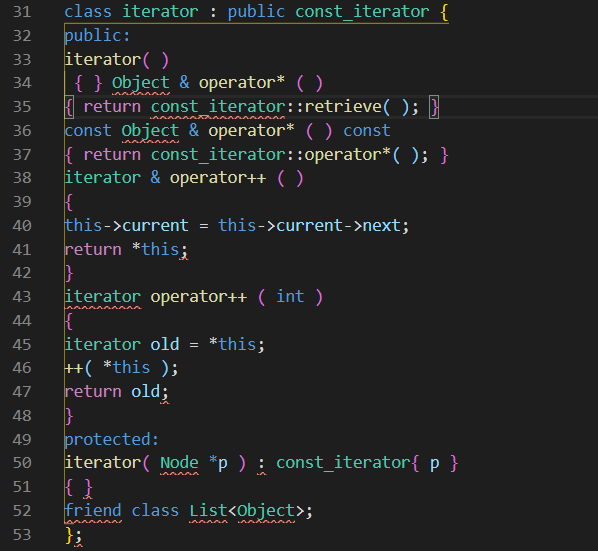 31 class iterator : public const_iterator {
32 public:
33 iterator( )
34 { } Object & operator* ( )
35 { return const_iterator::retrieve( ); }
36 const Object & operator* ( ) const
37 { return const_iterator::operator*( ); }
38 iterator & operator++ ( )
39 {
40 this->current = this->current->next;
41 return *this;
42 }
43 iterator operator++ ( int )
44 {
45 iterator old = *this;
46 ++( *this );
47 return old;
48 }
49 protected:
50 iterator( Node *p ) : const_iterator{ p }
51 { }
52 friend class List<Object>;
53 };